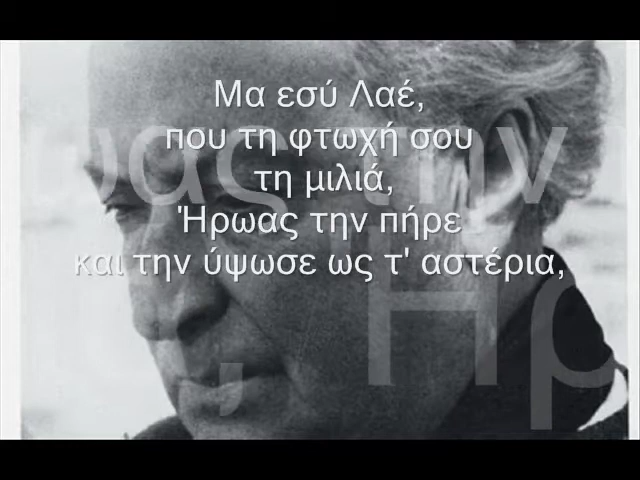 Μα εσύ Λαέ,
που τη φτωχή σου
τη μιλιά,
Ήρωας την πήρε
και την ύψωσε ως τ' αστέρια,